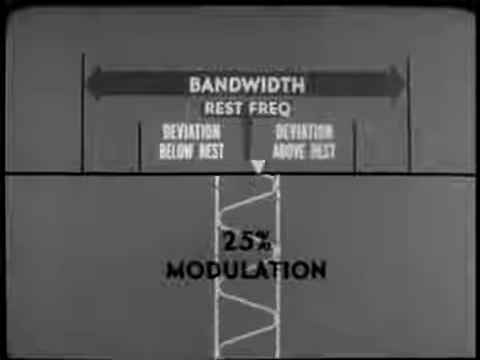 BANDWIDTH
REST FREQ
DEVIATION
BELOW REST
DEVIATION
ABOVE REST
25%
MODULATION